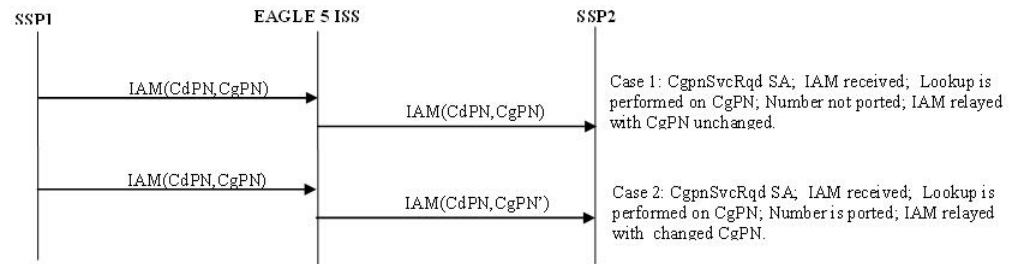 SSP1 EAGLE 5 ISS SSP2
IAM(CdPN,CgPN)
IAM(CdPN,CgPN)
Case 1: CgpnSvcRqd SA; IAM received; Lookup is
performed on CgPN; Number not ported; IAM relayed
with CgPN unchanged.
IAM(CdPN,CgPN)
IAM(CdPN,CgPN’)
Case 2: CgpnSvcRqd SA; IAM received; Lookup is
performed on CgPN; Number is ported; IAM relayed
with changed CgPN.